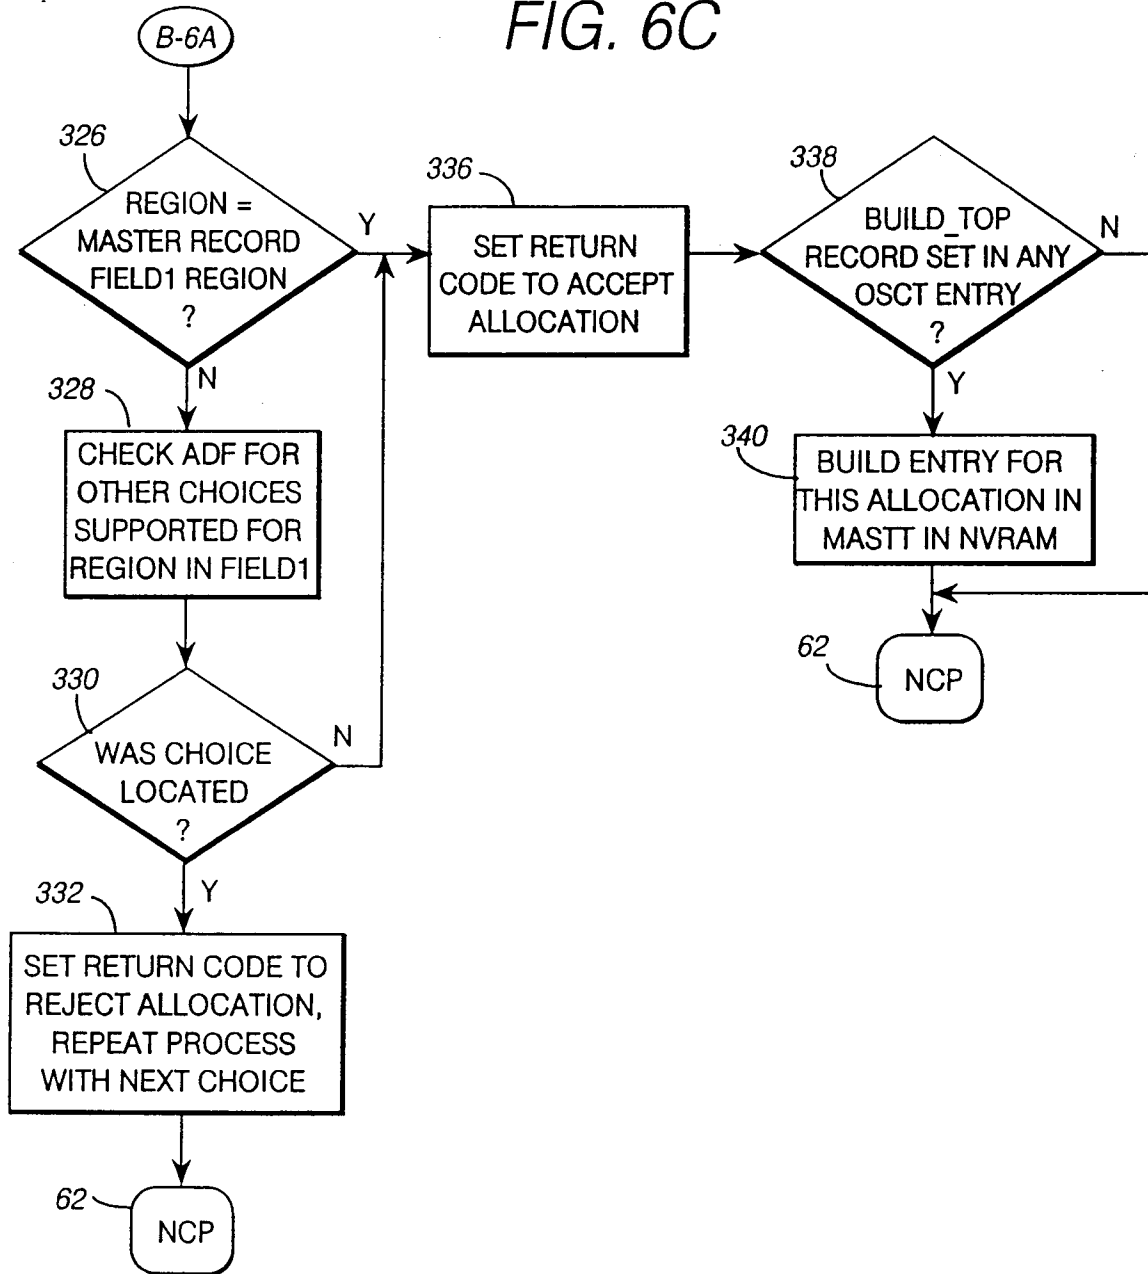 FIG. 6C
B-6A
326
REGION =
MASTER RECORD
FIELD1 REGION
?
Y
N
336
SET RETURN
CODE TO ACCEPT
ALLOCATION
338
BUILD_TOP
RECORD SET IN ANY
OSCT ENTRY
?
N
Y
328
CHECK ADF FOR
OTHER CHOICES
SUPPORTED FOR
REGION IN FIELD1
340
BUILD ENTRY FOR
THIS ALLOCATION IN
MASTT IN NVRAM
62
NCP
330
WAS CHOICE
LOCATED
?
N
Y
332
SET RETURN CODE TO
REJECT ALLOCATION,
REPEAT PROCESS
WITH NEXT CHOICE
62
NCP